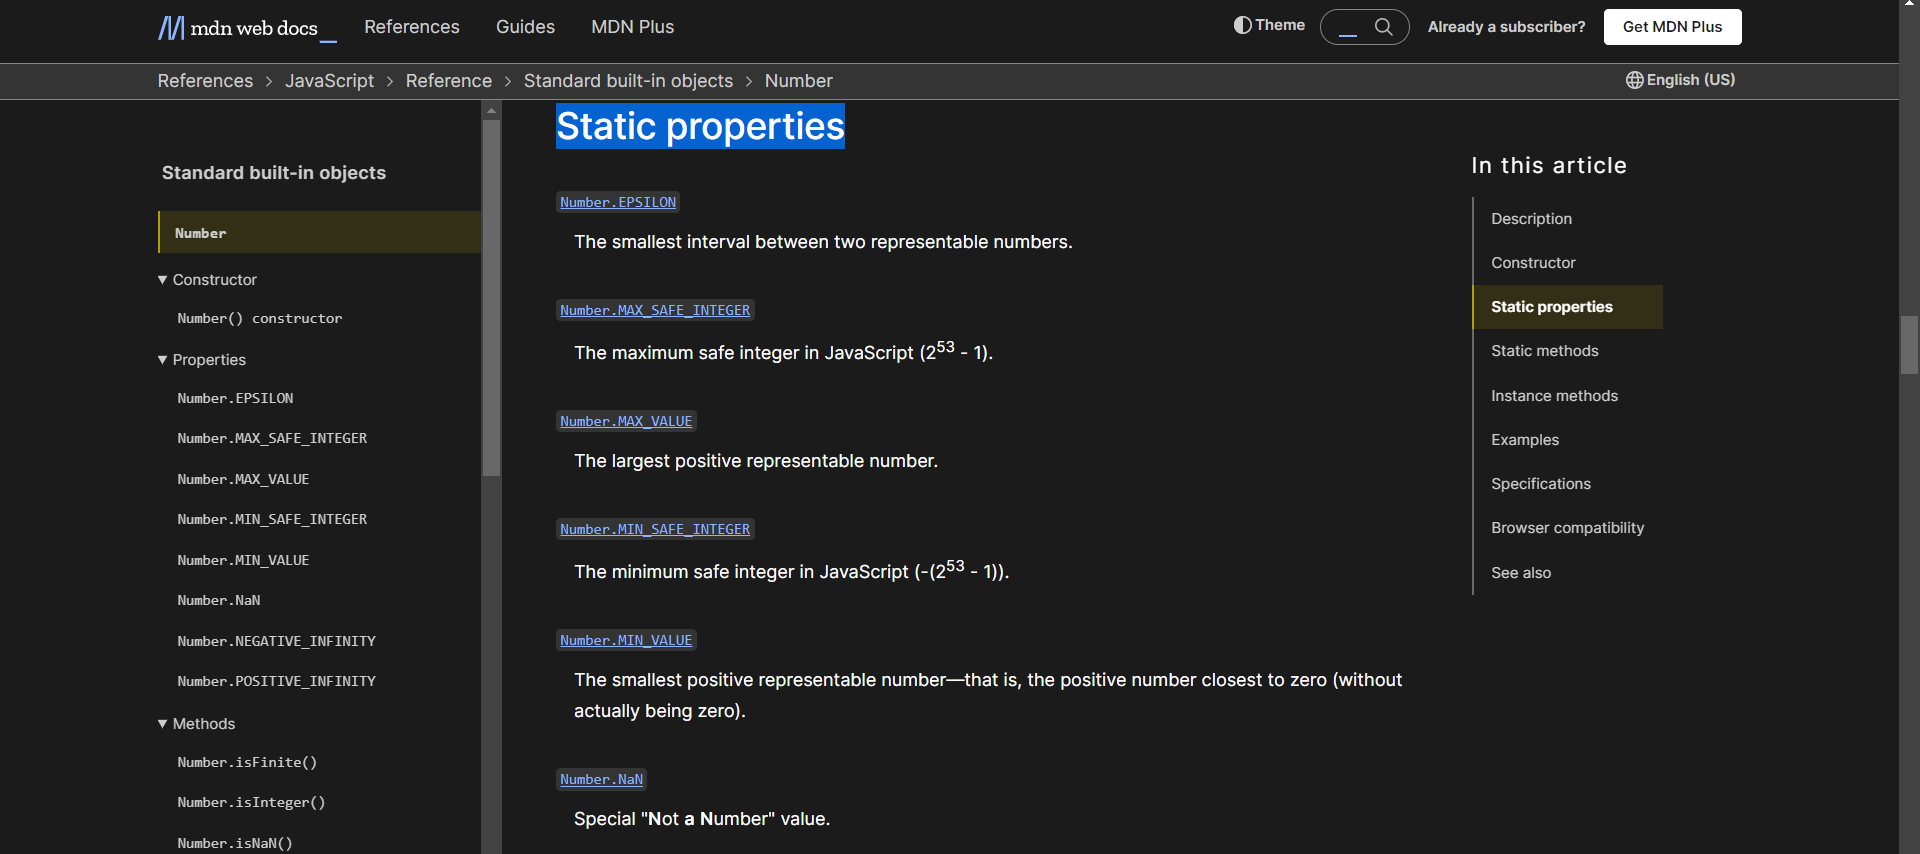 mdn web docs_
References
Guides
MDN Plus
Theme
Already a subscriber?
Get MDN Plus
References > JavaScript > Reference > Standard built-in objects > Number
English (US)
Standard built-in objects
Number
▼ Constructor
Number() constructor
▼ Properties
Number.EPSILON
Number.MAX_SAFE_INTEGER
Number.MAX_VALUE
Number.MIN_SAFE_INTEGER
Number.MIN_VALUE
Number.NaN
Number.NEGATIVE_INFINITY
Number.POSITIVE_INFINITY
▼ Methods
Number.isFinite()
Number.isInteger()
Number.isNaN()
Static properties
Number.EPSILON
The smallest interval between two representable numbers.
Number.MAX_SAFE_INTEGER
The maximum safe integer in JavaScript (2⁵³ - 1).
Number.MAX_VALUE
The largest positive representable number.
Number.MIN_SAFE_INTEGER
The minimum safe integer in JavaScript (-(2⁵³ - 1)).
Number.MIN_VALUE
The smallest positive representable number—that is, the positive number closest to zero (without
actually being zero).
Number.NaN
Special "Not a Number" value.
In this article
Description
Constructor
Static properties
Static methods
Instance methods
Examples
Specifications
Browser compatibility
See also